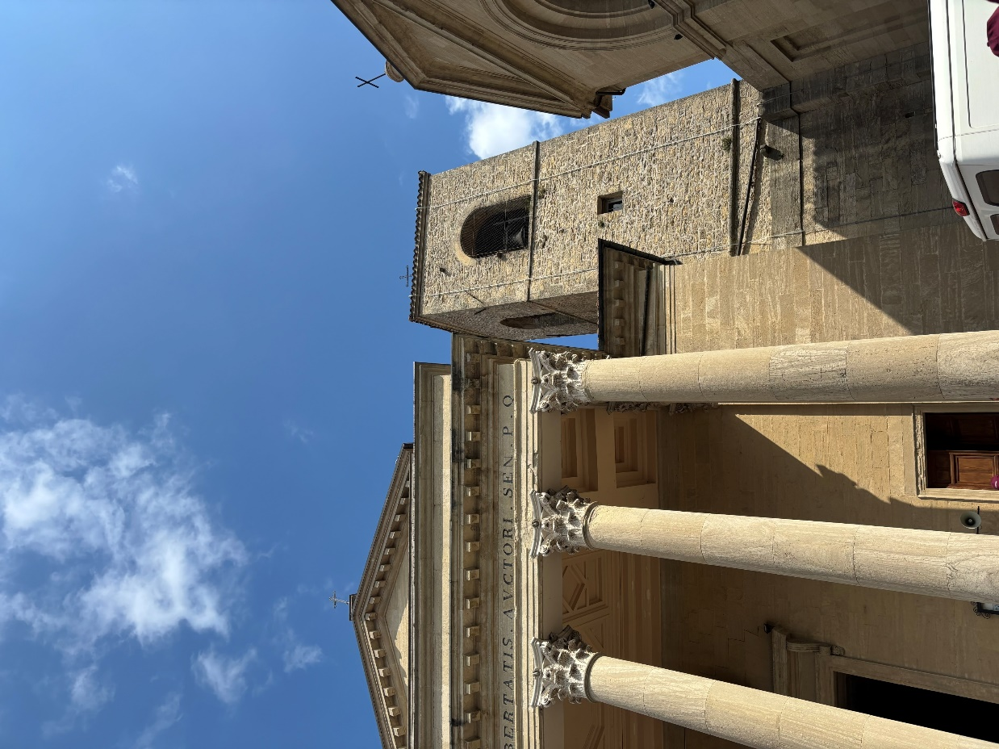 BERTATIS. AVCTORI SEN. P. Q